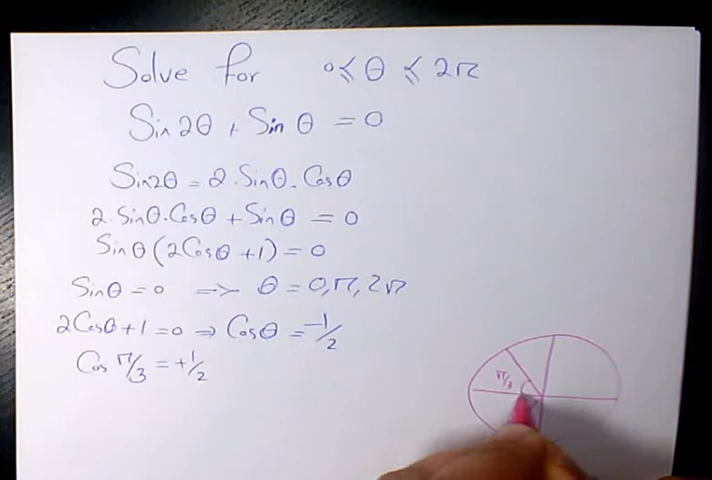 Solve for 0 ≤ θ ≤ 2π
Sin 2θ + Sin θ = 0
Sin2θ = 2.Sinθ.Cosθ
2.Sinθ.Cosθ + Sinθ = 0
Sinθ(2Cosθ + 1) = 0
Sinθ = 0 => θ = 0, π, 2π
2Cosθ + 1 = 0 => Cosθ = -1/2
Cos π/3 = +1/2
π/3